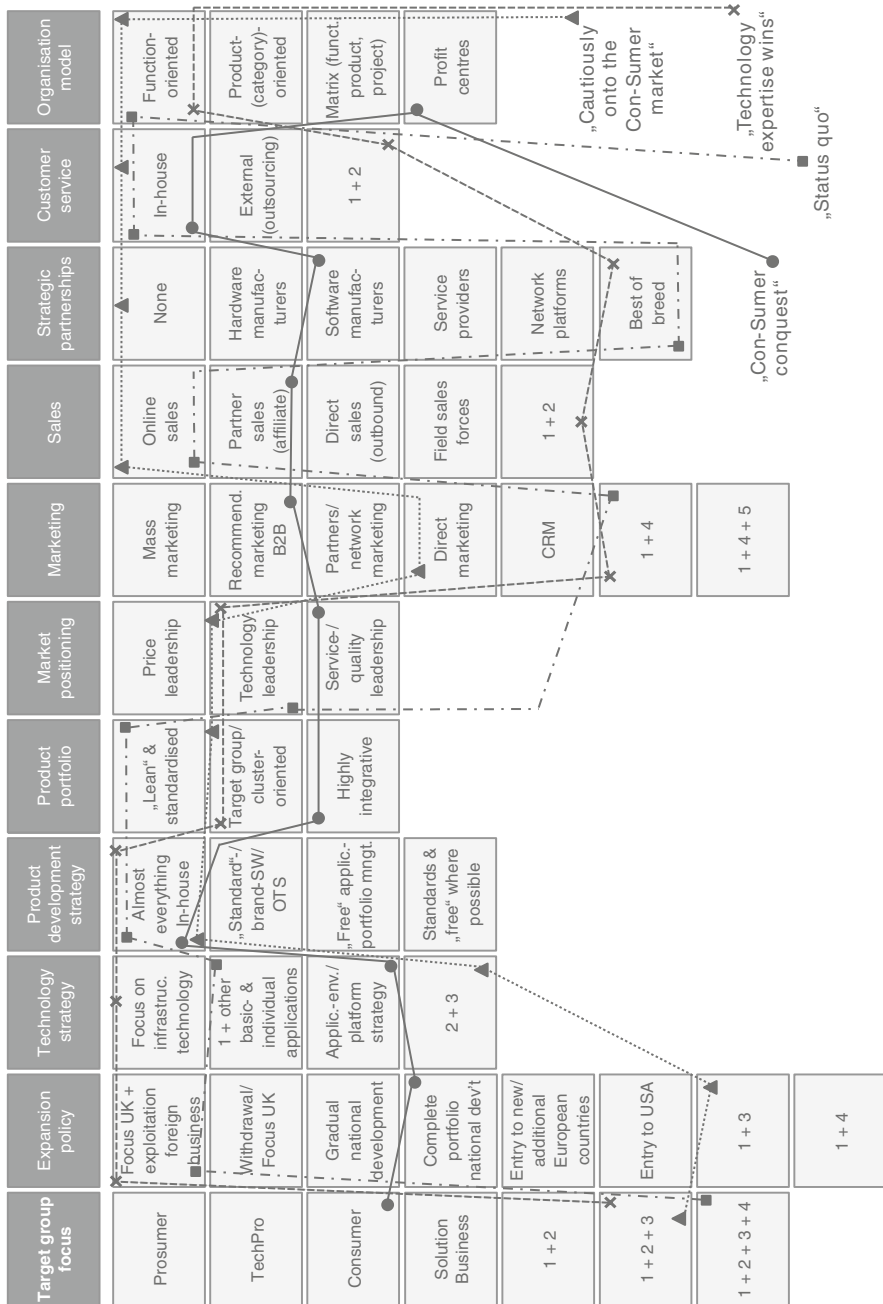 Target group
focus
Prosumer
TechPro
Consumer
Solution
Business
1 + 2
1 + 2 + 3
1 + 2 + 3 + 4
Expansion
policy
Focus UK +
exploitation
foreign
business
Withdrawal/
Focus UK
Gradual
national
development
Complete
portfolio
national dev't
Entry to new/
additional
European
countries
Entry to USA
1 + 3
1 + 4
Technology
strategy
Focus on
infrastruc.
technology
1 + other
basic- &
individual
applications
Applic.-env./
platform
strategy
2 + 3
Product
development
strategy
Almost
everything
In-house
„Standard“-/
brand-SW/
OTS
„Free“ applic.-
portfolio mngt.
Standards &
„free“ where
possible
Product
portfolio
„Lean“ &
standardised
Target group/
cluster-
oriented
Highly
integrative
Market
positioning
Price
leadership
Technology
leadership
Service-/
quality
leadership
Marketing
Mass
marketing
Recommend.
marketing
B2B
Partners/
network
marketing
Direct
marketing
CRM
1 + 4
1 + 4 + 5
Sales
Online
sales
Partner
sales
(affiliate)
Direct
sales
(outbound)
Field sales
forces
1 + 2
Strategic
partnerships
None
Hardware
manufac-
turers
Software
manufac-
turers
Service
providers
Network
platforms
Best of
breed
Customer
service
In-house
External
(outsourcing)
1 + 2
Organisation
model
Function-
oriented
Product-
(category)-
oriented
Matrix (funct.
product,
project)
Profit
centres
„Con-Sumer
conquest“
„Status quo“
„Cautiously
onto the
Con-Sumer
market“
„Technology
expertise wins“